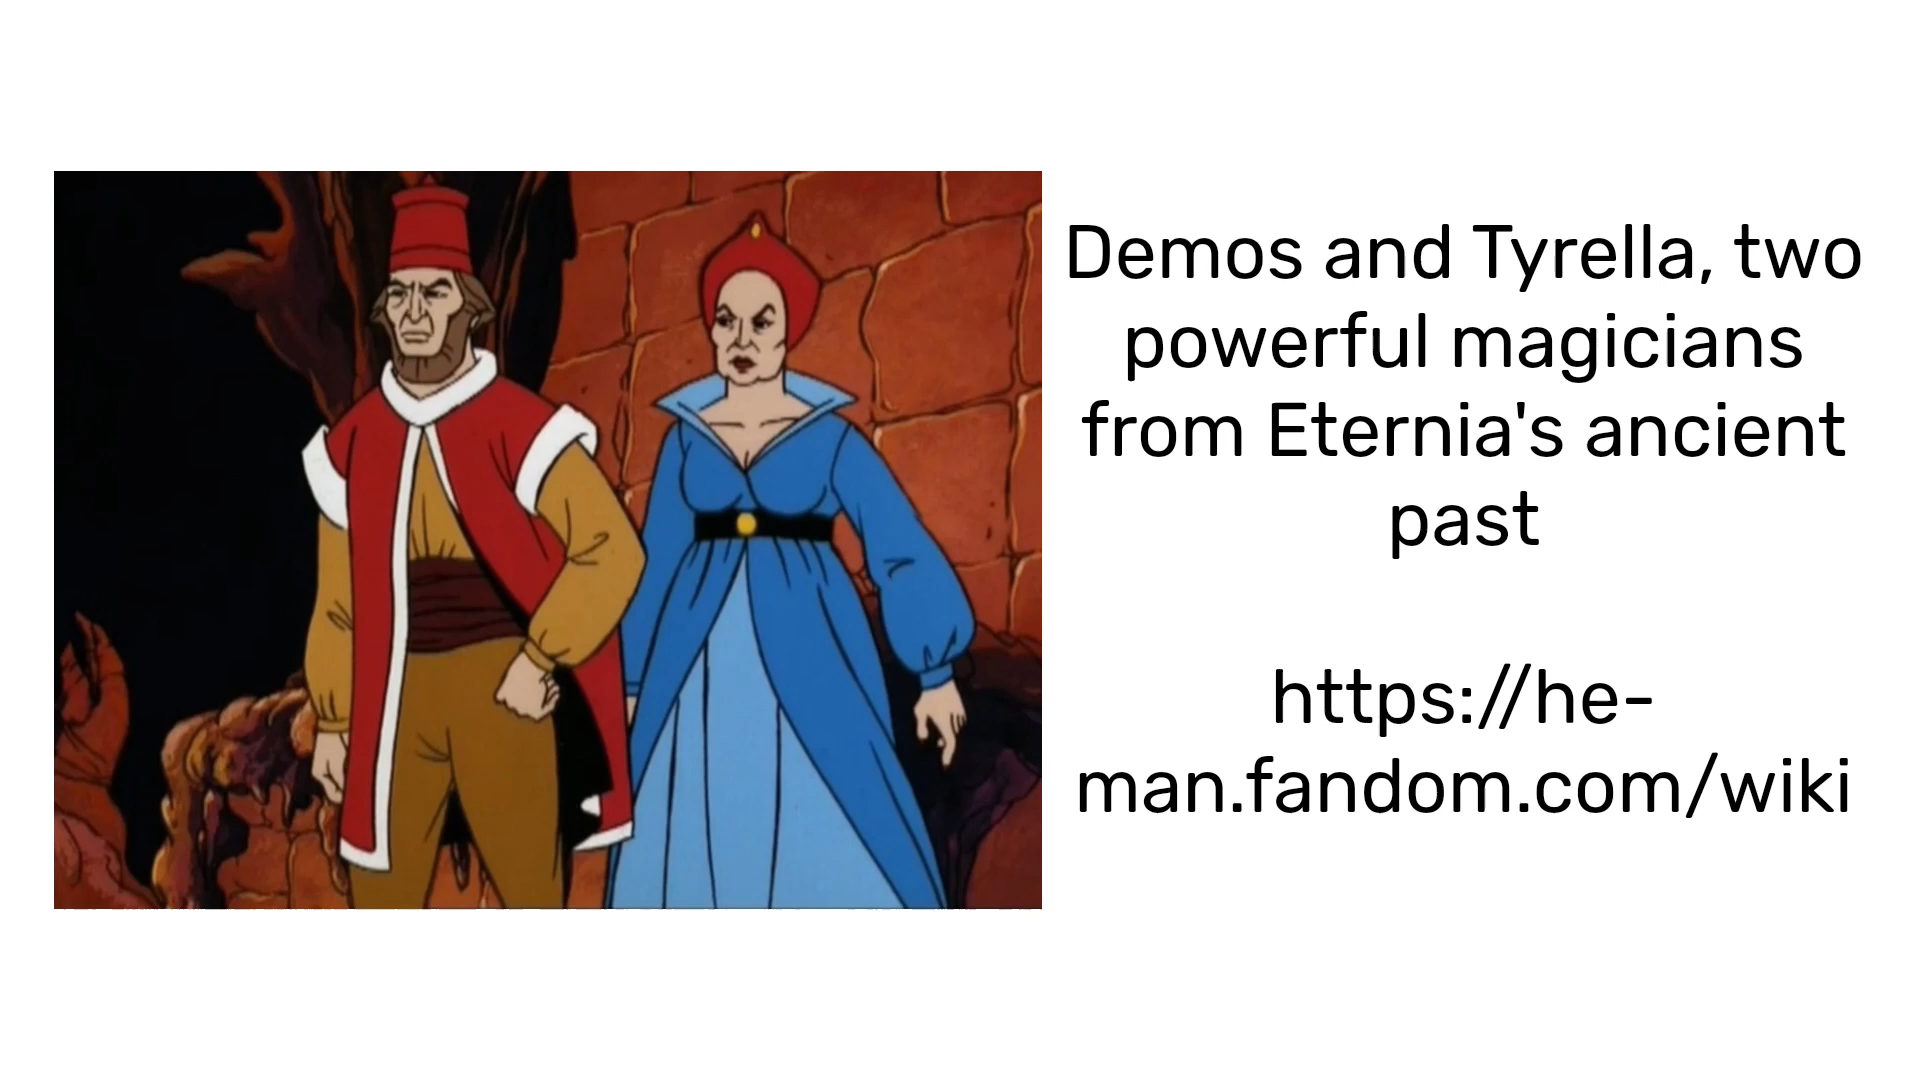 Demos and Tyrella, two
powerful magicians
from Eternia's ancient
past
https://he-
man.fandom.com/wiki